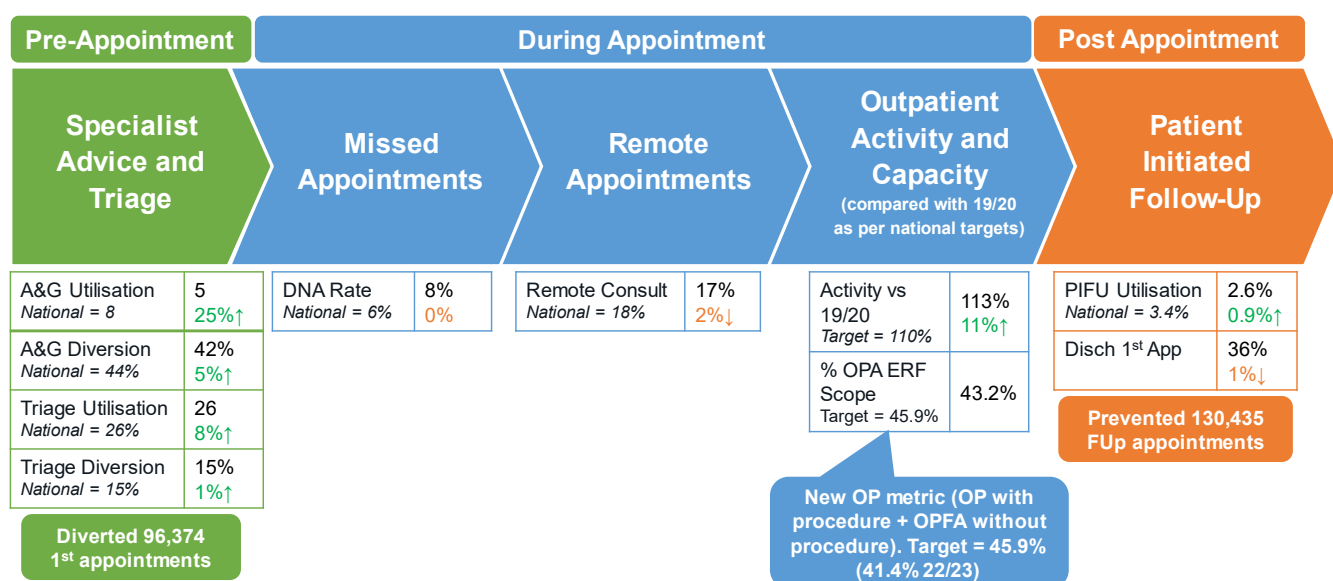 Pre-Appointment
During Appointment
Post Appointment
Specialist
Advice and
Triage
Missed
Appointments
Remote
Appointments
Outpatient
Activity and
Capacity
(compared with 19/20
as per national targets)
Patient
Initiated
Follow-Up
A&G Utilisation
National = 8
5
25%↑
A&G Diversion
National = 44%
42%
5%↑
Triage Utilisation
National = 26%
26
8%↑
Triage Diversion
National = 15%
15%
1%↑
Diverted 96,374
1st appointments
DNA Rate
National = 6%
8%
0%
Remote Consult
National = 18%
17%
2%↓
Activity vs
19/20
Target = 110%
113%
11%↑
% OPA ERF
Scope
Target = 45.9%
43.2%
New OP metric (OP with
procedure + OPFA without
procedure). Target = 45.9%
(41.4% 22/23)
PIFU Utilisation
National = 3.4%
2.6%
0.9%↑
Disch 1st App
36%
1%↓
Prevented 130,435
FUp appointments